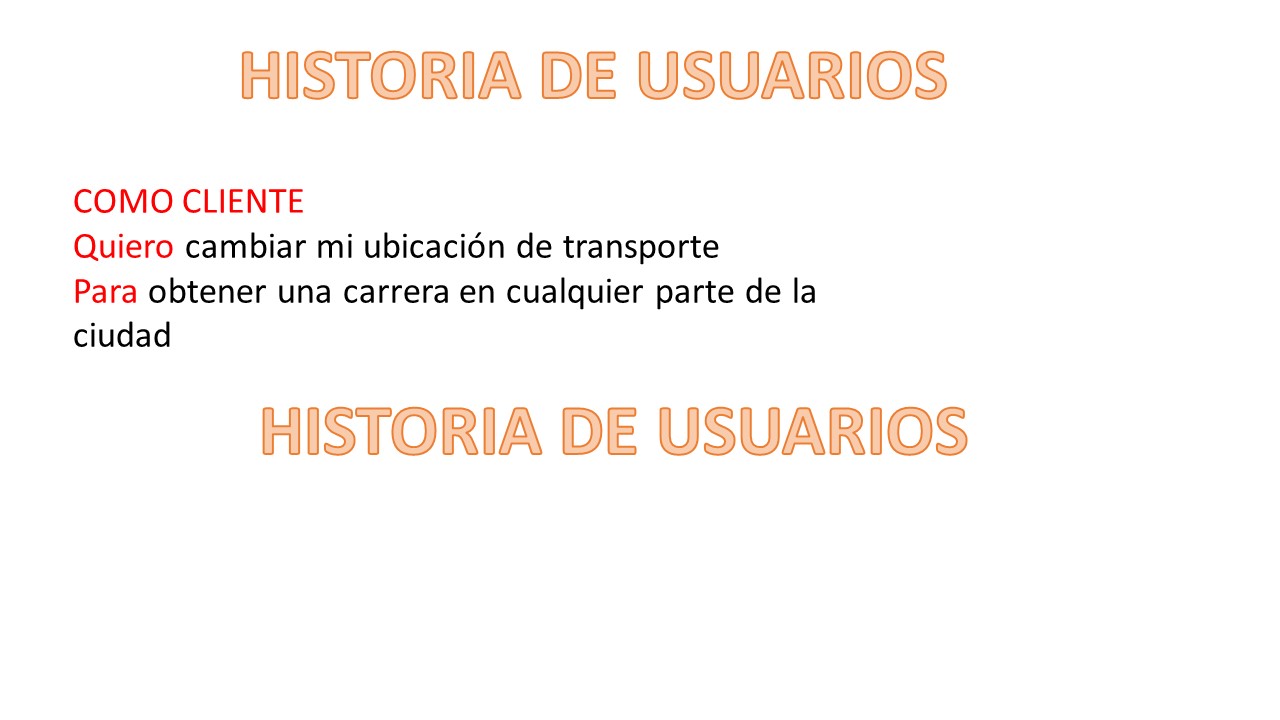 HISTORIA DE USUARIOS
COMO CLIENTE
Quiero cambiar mi ubicación de transporte
Para obtener una carrera en cualquier parte de la
ciudad
HISTORIA DE USUARIOS